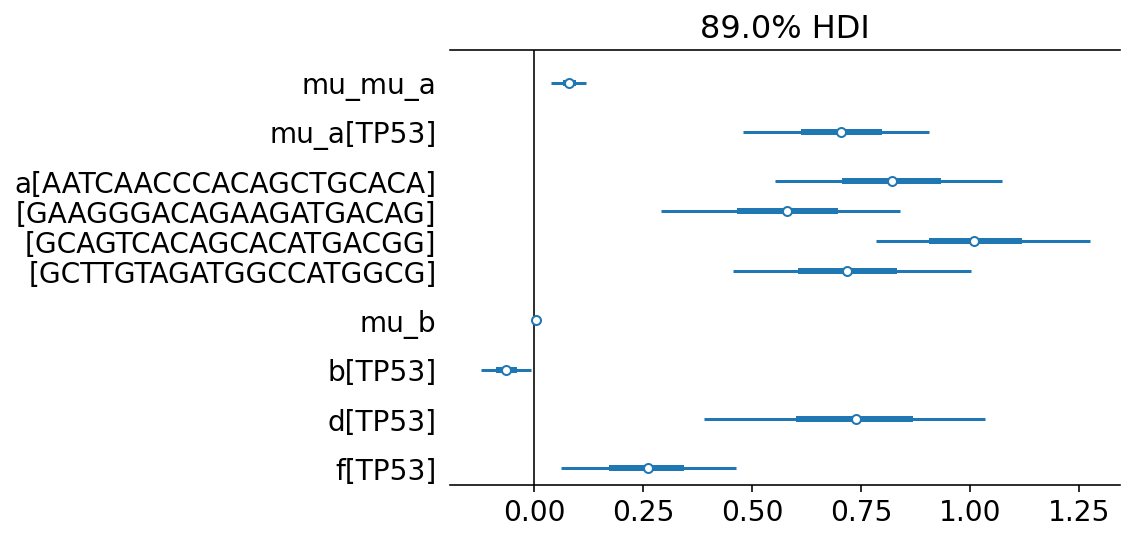 89.0% HDI
mu_mu_a
mu_a[TP53]
a[AATCAACCCACAGCTGCACA]
[GAAGGGACAGAAGATGACAG]
[GCAGTCACAGCACATGACGG]
[GCTTGTAGATGGCCATGGCG]
mu_b
b[TP53]
d[TP53]
f[TP53]
0.00 0.25 0.50 0.75 1.00 1.25